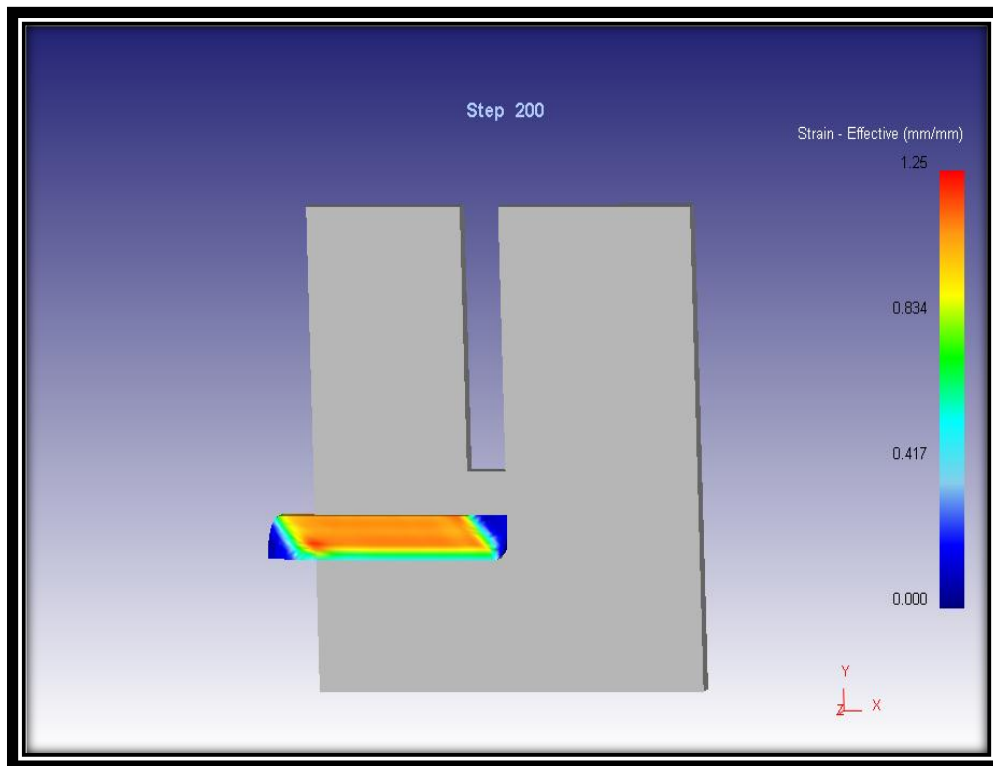 Step 200
Strain - Effective (mm/mm)
1.25
0.834
0.417
0.000
Y
Z X